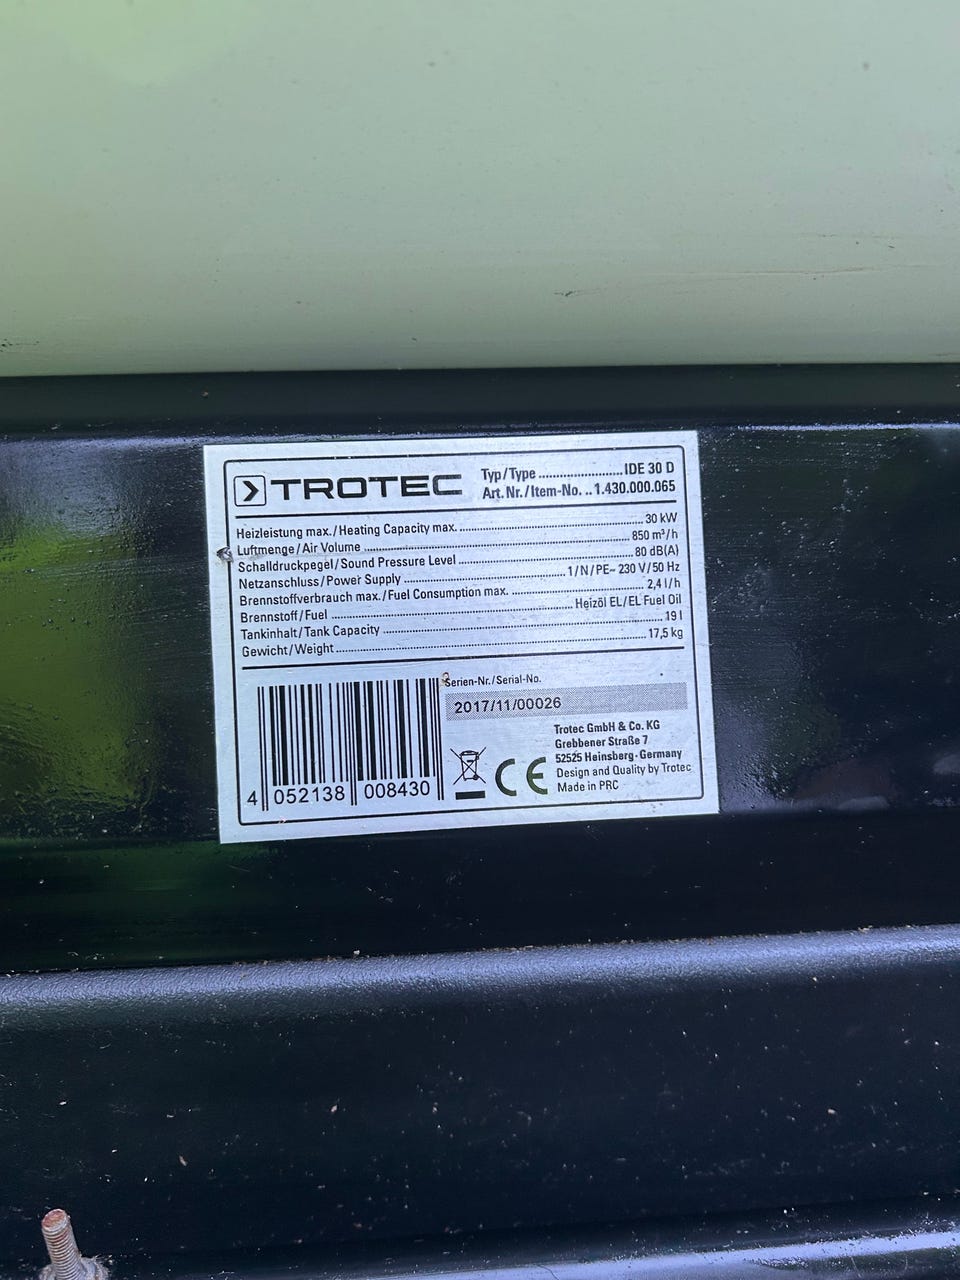 TROTEC
Typ/Type ........................ IDE 30 D
Art.Nr./Item-No. .. 1.430.000.065
Heizleistung max./Heating Capacity max. ........ 30 kW
Luftmenge/Air Volume ........ 850 m³/h
Schalldruckpegel/Sound Pressure Level ........ 80 dB(A)
Netzanschluss/Power Supply ........ 1/N/PE~ 230 V/50 Hz
Brennstoffverbrauch max./Fuel Consumption max. ........ 2,4 l/h
Brennstoff/Fuel ........ Heizöl EL/EL Fuel Oil
Tankinhalt/Tank Capacity ........ 19 l
Gewicht/Weight ........ 17,5 kg
Serien-Nr./Serial-No.
2017/11/00026
Trotec GmbH & Co. KG
Grebbener Straße 7
52525 Heinsberg · Germany
Design and Quality by Trotec
Made in PRC
CE
4 052138 008430